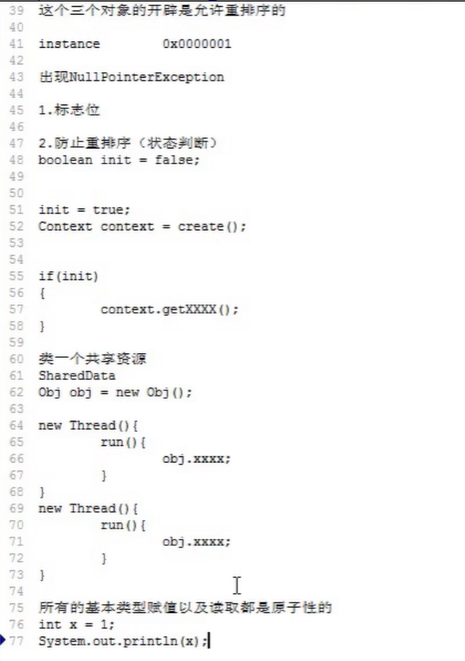 39 这个三个对象的开辟是允许重排序的
40
41 instance 0x0000001
42
43 出现NullPointerException
44
45 1.标志位
46
47 2.防止重排序（状态判断）
48 boolean init = false;
49
50
51 init = true;
52 Context context = create();
53
54
55 if(init)
56 {
57 context.getXXXX();
58 }
59
60 类一个共享资源
61 SharedData
62 Obj obj = new Obj();
63
64 new Thread(){
65 run(){
66 obj.xxxx;
67 }
68 }
69 new Thread(){
70 run(){
71 obj.xxxx;
72 }
73 }
74
75 所有的基本类型赋值以及读取都是原子性的
76 int x = 1;
77 System.out.println(x);